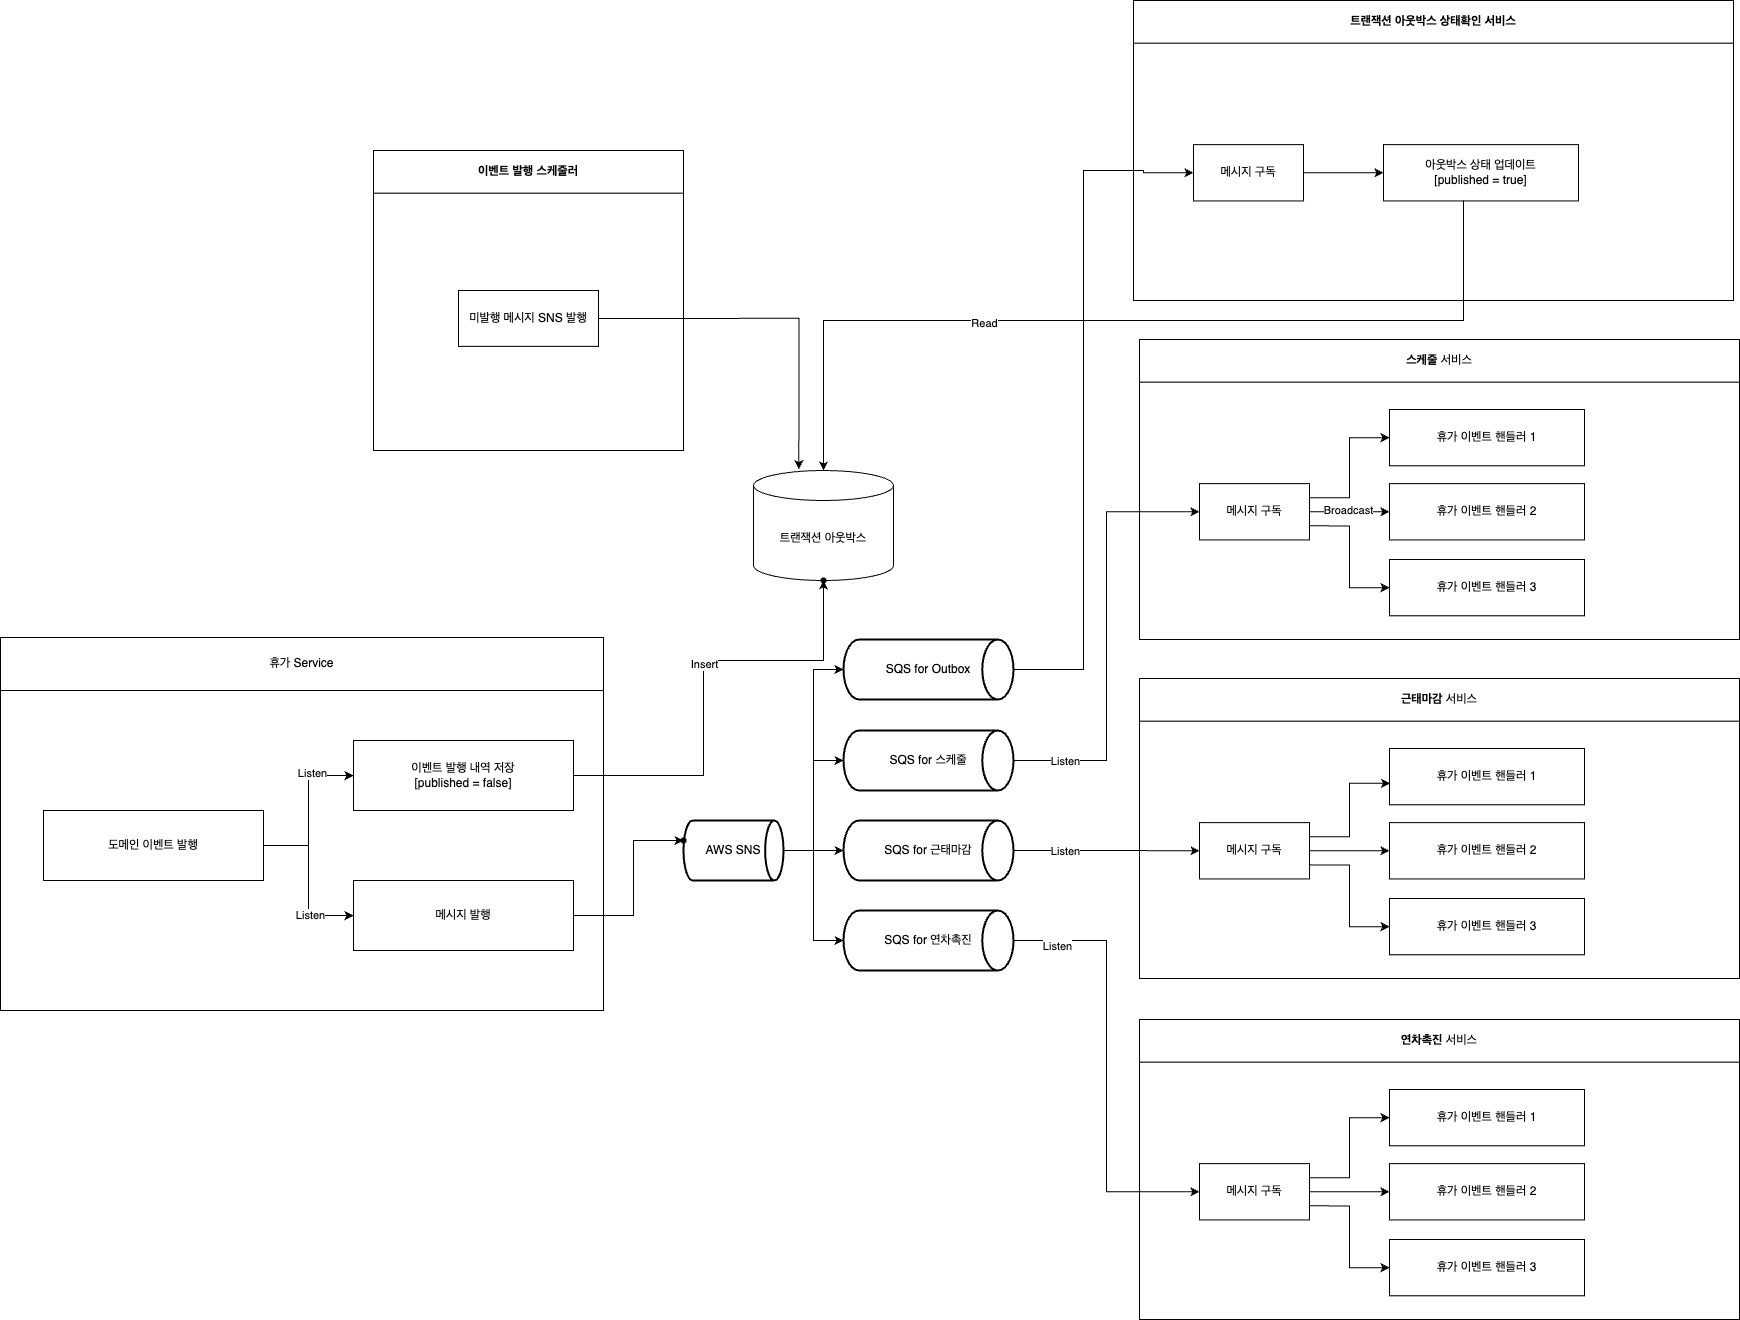 트랜잭션 아웃박스 상태확인 서비스
메시지 구독
아웃박스 상태 업데이트
[published = true]
이벤트 발행 스케줄러
미발행 메시지 SNS 발행
Read
트랜잭션 아웃박스
스케줄 서비스
메시지 구독
Broadcast
휴가 이벤트 핸들러 1
휴가 이벤트 핸들러 2
휴가 이벤트 핸들러 3
휴가 Service
도메인 이벤트 발행
Listen
이벤트 발행 내역 저장
[published = false]
Listen
메시지 발행
Insert
AWS SNS
SQS for Outbox
SQS for 스케줄
Listen
SQS for 근태마감
Listen
SQS for 연차촉진
Listen
근태마감 서비스
메시지 구독
휴가 이벤트 핸들러 1
휴가 이벤트 핸들러 2
휴가 이벤트 핸들러 3
연차촉진 서비스
메시지 구독
휴가 이벤트 핸들러 1
휴가 이벤트 핸들러 2
휴가 이벤트 핸들러 3